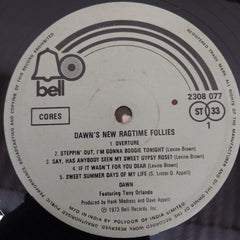 bell
CORES
DAWN'S NEW RAGTIME FOLLIES
2308 077
ST 33
1
1. OVERTURE
2. STEPPIN' OUT, I'M GONNA BOOGIE TONIGHT (Levine-Brown)
3. SAY, HAS ANYBODY SEEN MY SWEET GYPSY ROSE? (Levine-Brown)
4. IF IT WASN'T FOR YOU DEAR (Levine-Brown)
5. SWEET SUMMER DAYS OF MY LIFE (S. Lester-D. Appell)
DAWN
Featuring Tony Orlando
Produced by Hank Medress and Dave Appell
℗ 1973 Bell Records, Inc.
MFG IN INDIA BY POLYDOR OF INDIA LIMITED